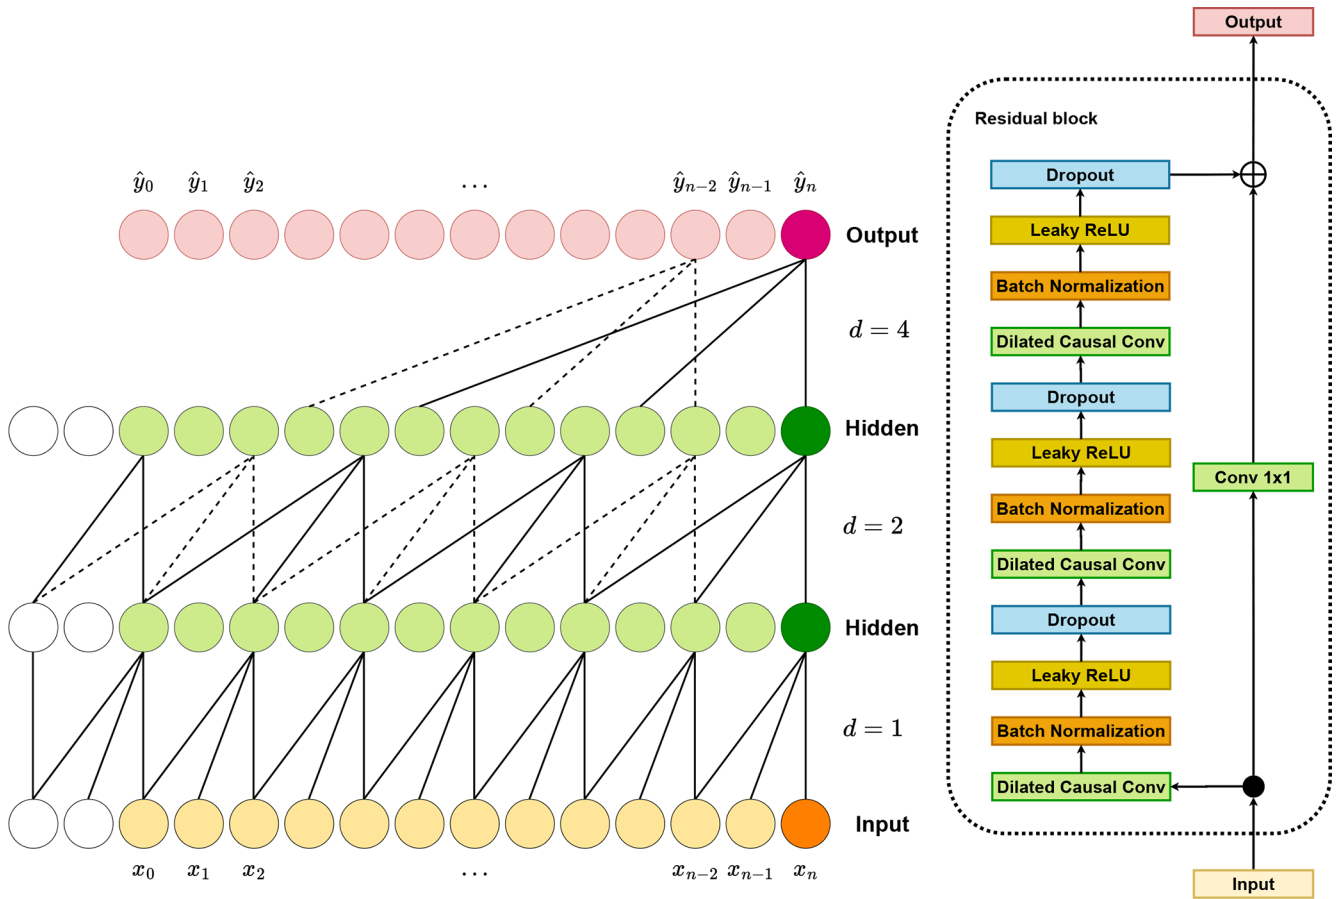 ŷ₀ ŷ₁ ŷ₂ … ŷₙ₋₂ ŷₙ₋₁ ŷₙ
Output
d = 4
Hidden
d = 2
Hidden
d = 1
Input
x₀ x₁ x₂ … xₙ₋₂ xₙ₋₁ xₙ
Output
Residual block
Dropout
Leaky ReLU
Batch Normalization
Dilated Causal Conv
Dropout
Leaky ReLU
Conv 1x1
Batch Normalization
Dilated Causal Conv
Dropout
Leaky ReLU
Batch Normalization
Dilated Causal Conv
Input